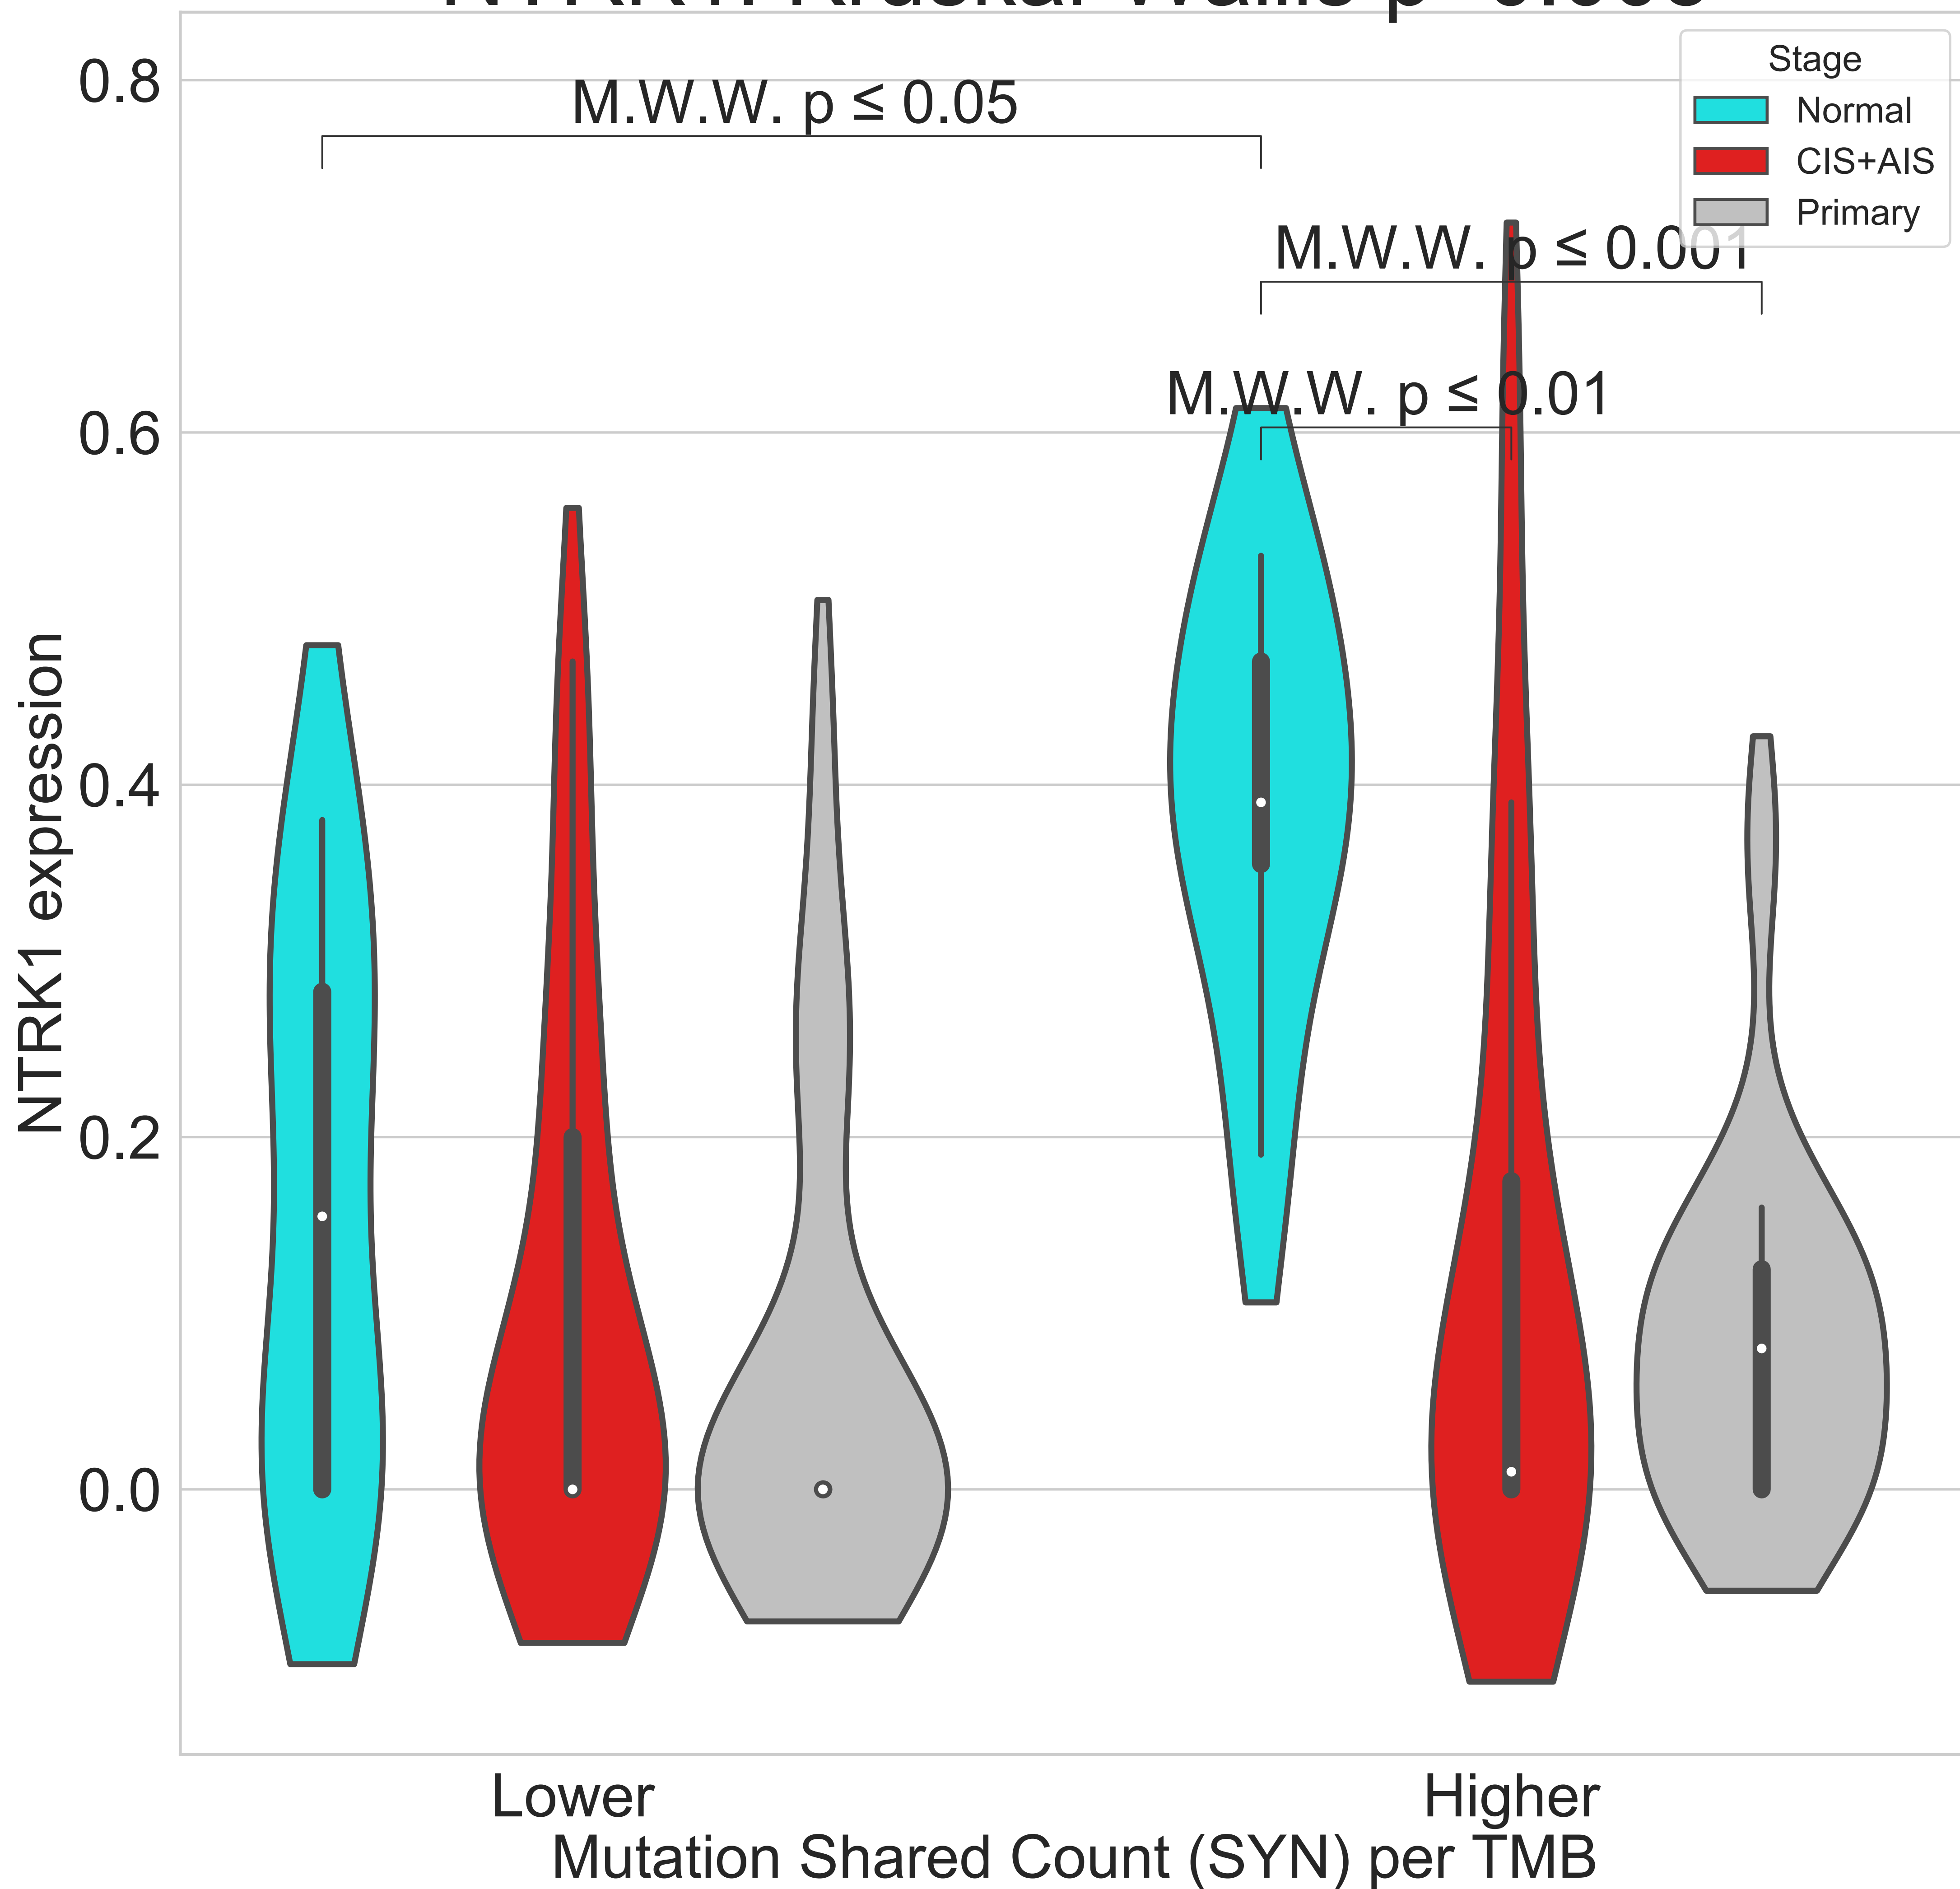 0.8
0.6
0.4
0.2
0.0
NTRK1 expression
M.W.W. p ≤ 0.05
M.W.W. p ≤ 0.001
M.W.W. p ≤ 0.01
Stage
Normal
CIS+AIS
Primary
Lower
Higher
Mutation Shared Count (SYN) per TMB